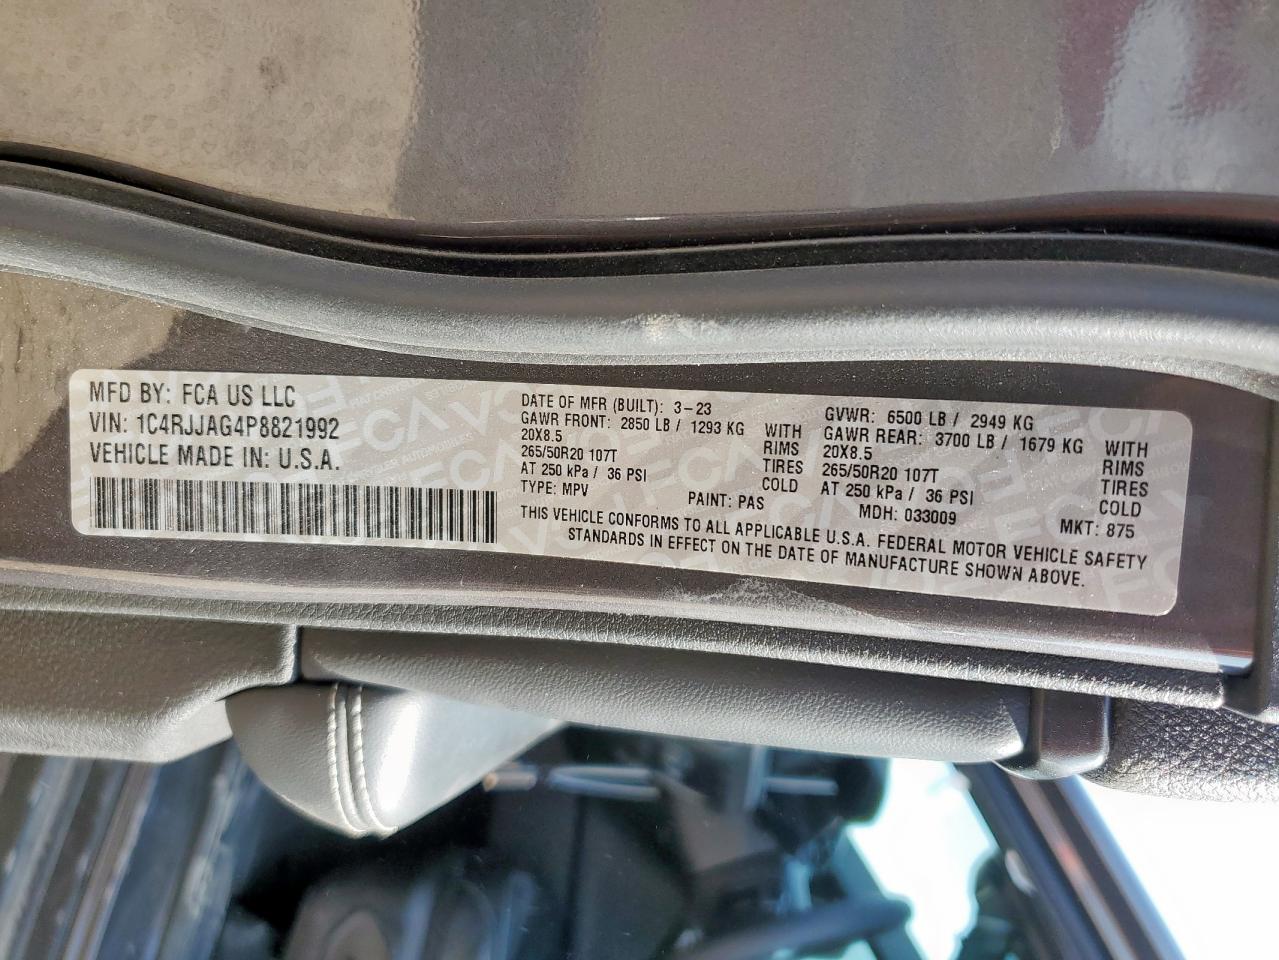 MFD BY: FCA US LLC
VIN: 1C4RJJAG4P8821992
VEHICLE MADE IN: U.S.A.
DATE OF MFR (BUILT): 3-23
GAWR FRONT: 2850 LB / 1293 KG WITH
20X8.5 RIMS
265/50R20 107T TIRES
AT 250 kPa / 36 PSI COLD
TYPE: MPV PAINT: PAS
GVWR: 6500 LB / 2949 KG
GAWR REAR: 3700 LB / 1679 KG WITH
20X8.5 RIMS
265/50R20 107T TIRES
AT 250 kPa / 36 PSI COLD
MDH: 033009 MKT: 875
THIS VEHICLE CONFORMS TO ALL APPLICABLE U.S.A. FEDERAL MOTOR VEHICLE SAFETY
STANDARDS IN EFFECT ON THE DATE OF MANUFACTURE SHOWN ABOVE.